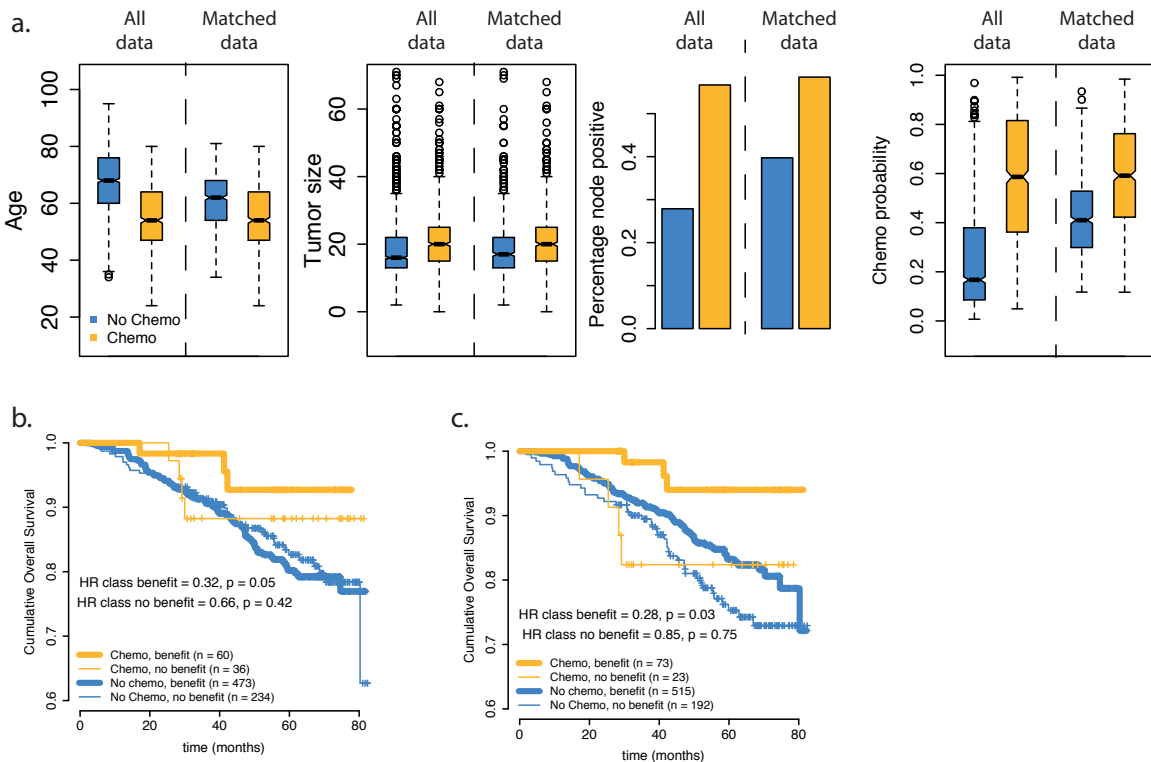 a.
All data
Matched data
All data
Matched data
All data
Matched data
All data
Matched data
Age
100
80
60
40
20
No Chemo
Chemo
Tumor size
60
40
20
0
Percentage node positive
0.4
0.2
0.0
Chemo probability
1.0
0.8
0.6
0.4
0.2
0.0
b.
Cumulative Overall Survival
1.0
0.9
0.8
0.7
0.6
HR class benefit = 0.32, p = 0.05
HR class no benefit = 0.66, p = 0.42
Chemo, benefit (n = 60)
Chemo, no benefit (n = 36)
No chemo, benefit (n = 473)
No Chemo, no benefit (n = 234)
0 20 40 60 80
time (months)
c.
Cumulative Overall Survival
1.0
0.9
0.8
0.7
0.6
HR class benefit = 0.28, p = 0.03
HR class no benefit = 0.85, p = 0.75
Chemo, benefit (n = 73)
Chemo, no benefit (n = 23)
No chemo, benefit (n = 515)
No Chemo, no benefit (n = 192)
0 20 40 60 80
time (months)